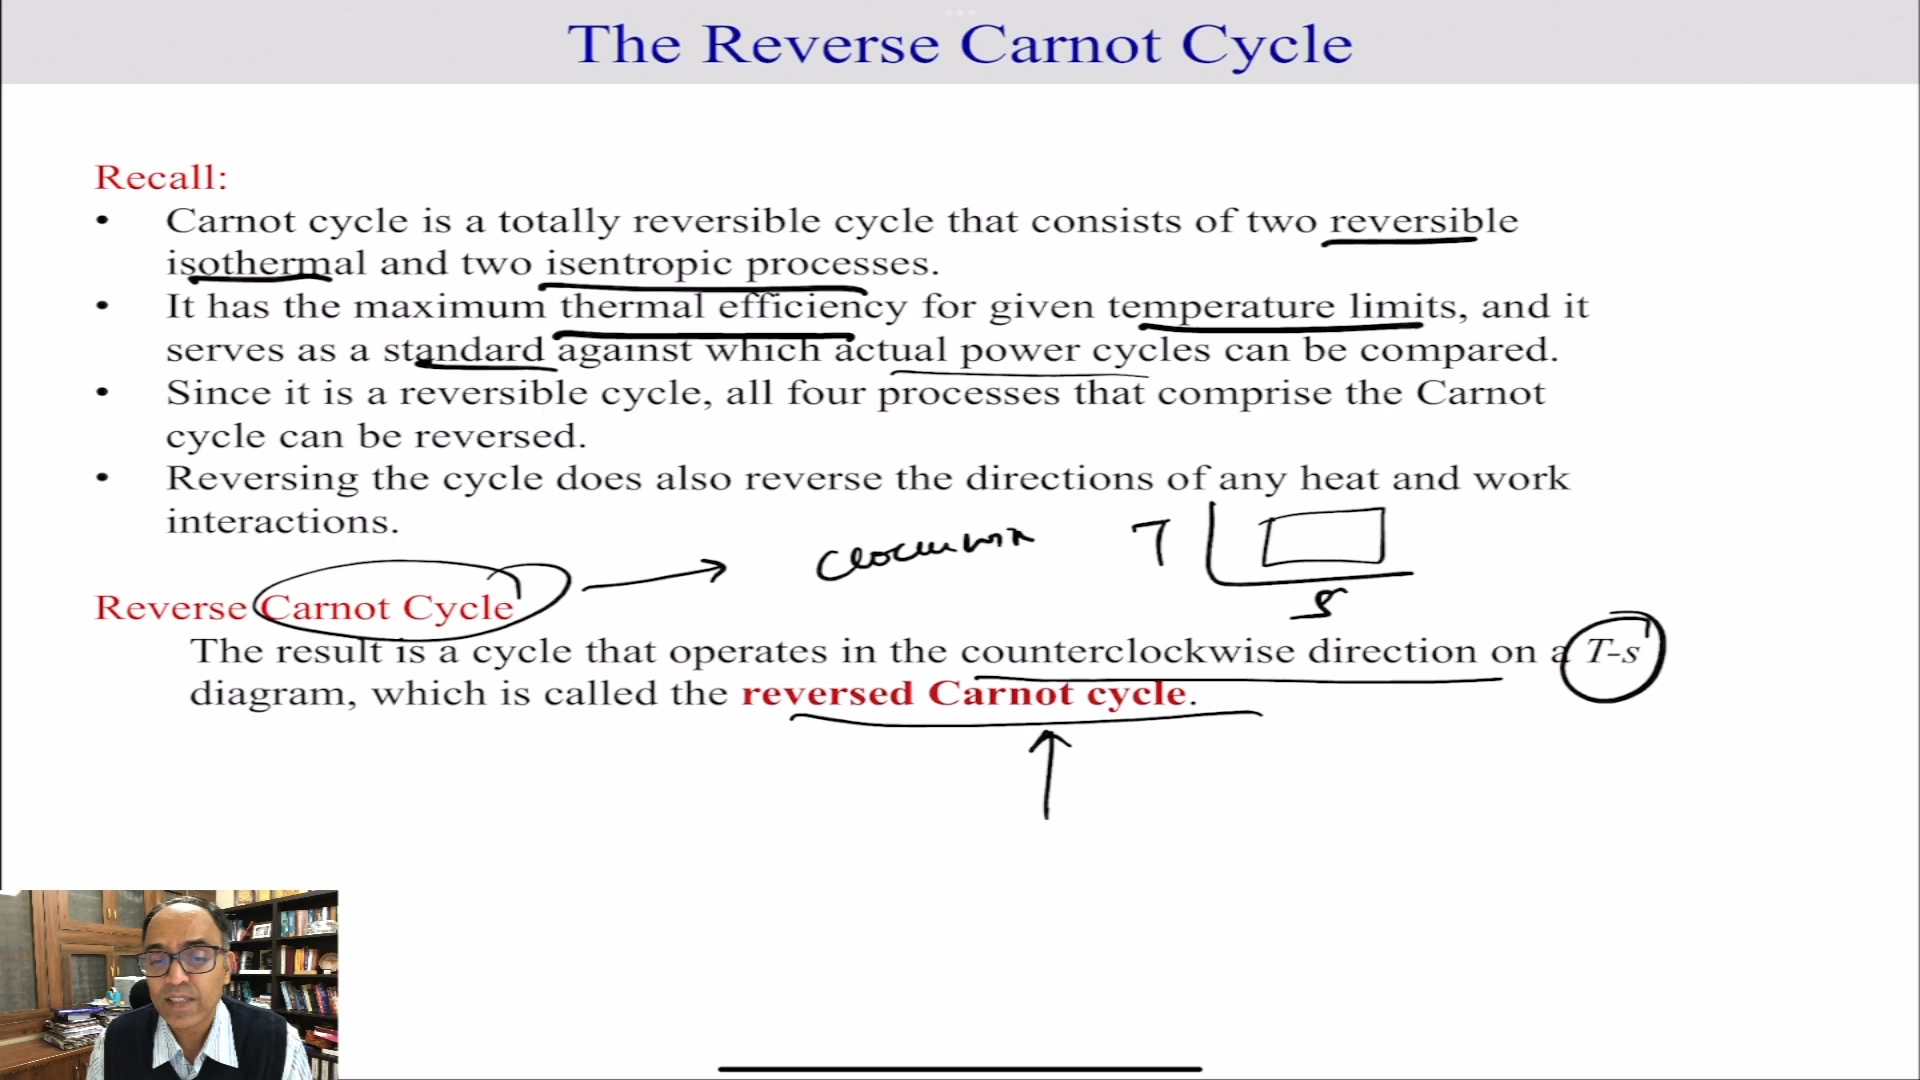 The Reverse Carnot Cycle
Recall:
• Carnot cycle is a totally reversible cycle that consists of two reversible
isothermal and two isentropic processes.
• It has the maximum thermal efficiency for given temperature limits, and it
serves as a standard against which actual power cycles can be compared.
• Since it is a reversible cycle, all four processes that comprise the Carnot
cycle can be reversed.
• Reversing the cycle does also reverse the directions of any heat and work
interactions.
T
s
Reverse Carnot Cycle
The result is a cycle that operates in the counterclockwise direction on a T-s
diagram, which is called the reversed Carnot cycle.